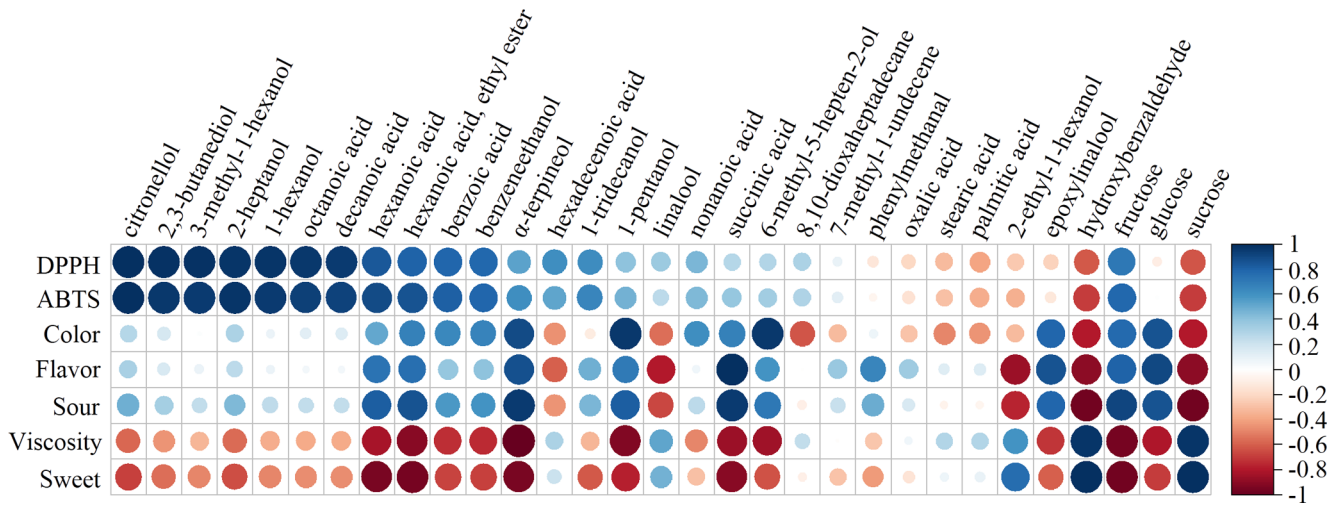 citronellol
2,3-butanediol
3-methyl-1-hexanol
2-heptanol
1-hexanol
octanoic acid
decanoic acid
hexanoic acid
hexanoic acid, ethyl ester
benzoic acid
benzeneethanol
α-terpineol
hexadecenoic acid
1-tridecanol
1-pentanol
linalool
nonanoic acid
succinic acid
6-methyl-5-hepten-2-ol
8,10-dioxaheptadecane
7-methyl-1-undecene
phenylmethanal
oxalic acid
stearic acid
palmitic acid
2-ethyl-1-hexanol
epoxylinalool
hydroxybenzaldehyde
fructose
glucose
sucrose
DPPH
ABTS
Color
Flavor
Sour
Viscosity
Sweet
1
0.8
0.6
0.4
0.2
0
-0.2
-0.4
-0.6
-0.8
-1